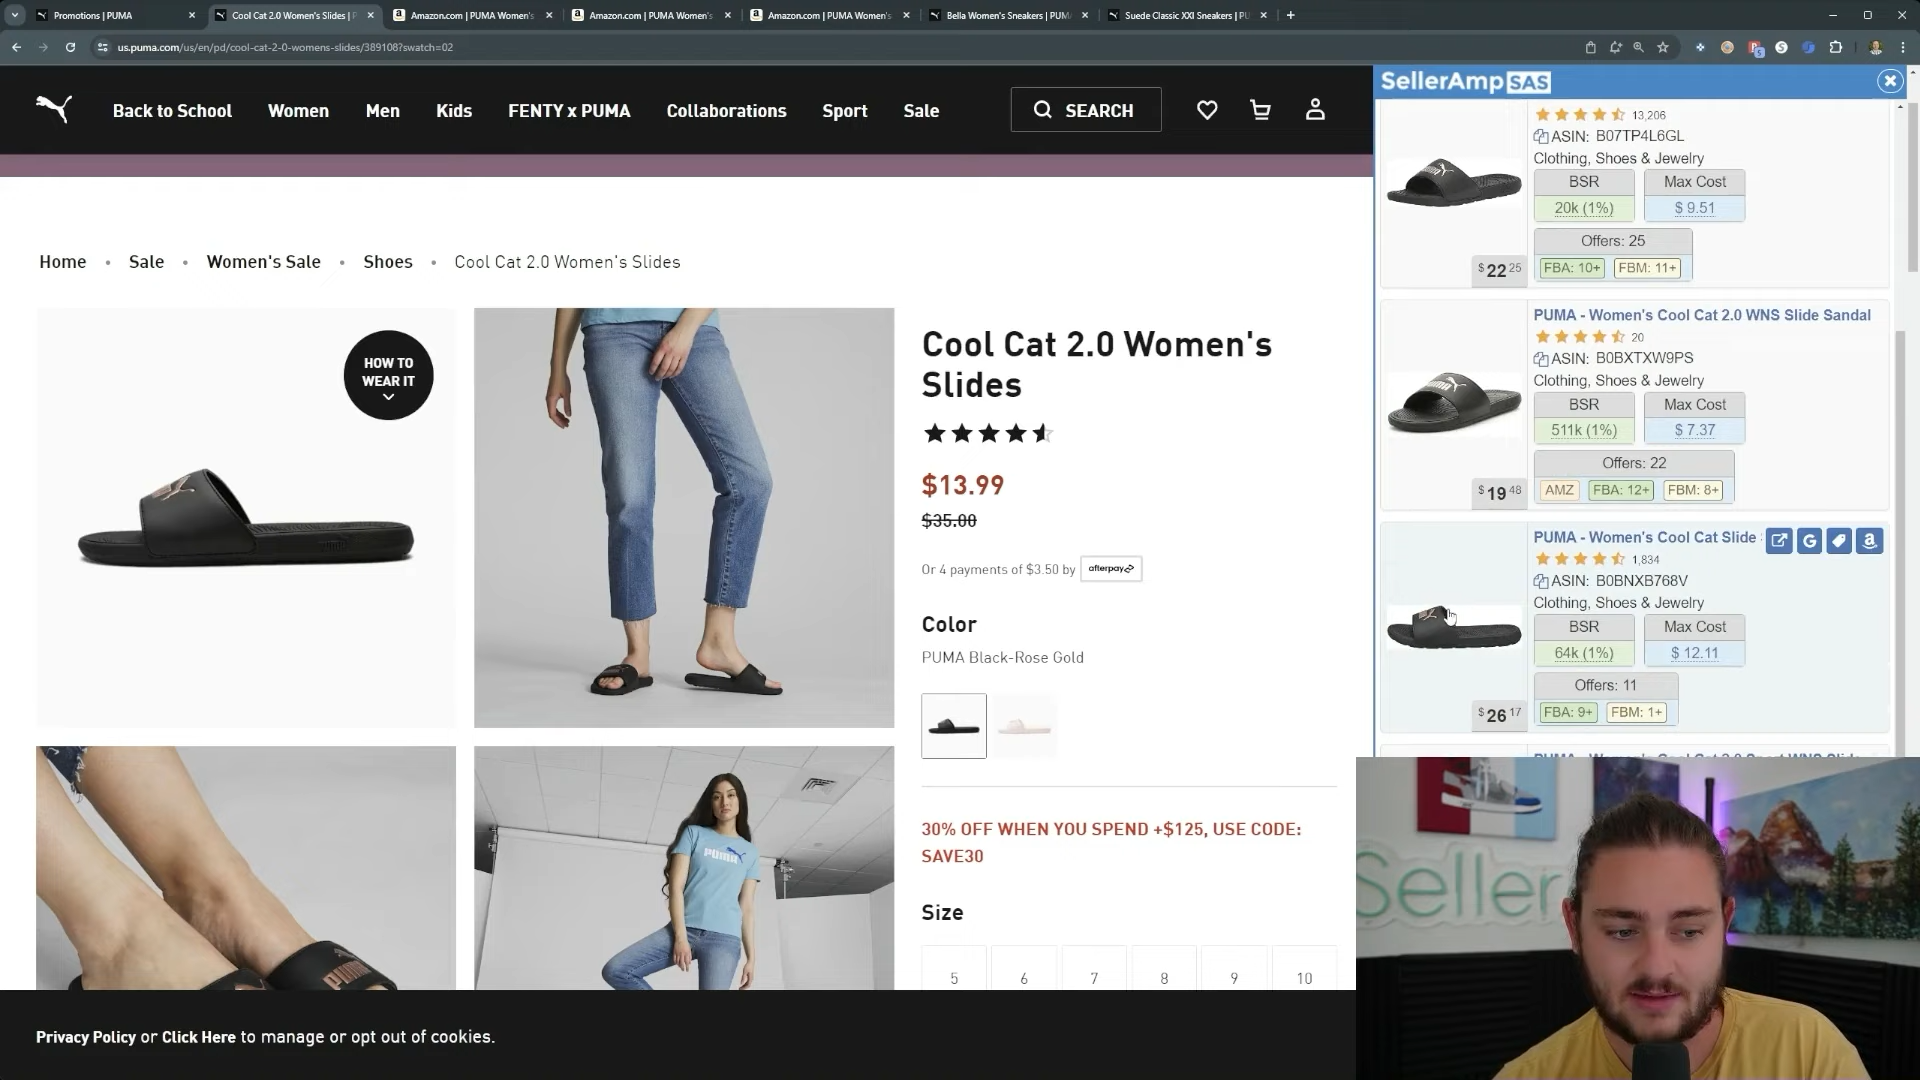 Promotions | PUMA
Cool Cat 2.0 Women's Slides | P
Amazon.com | PUMA Women's
Amazon.com | PUMA Women's
Amazon.com | PUMA Women's
Bella Women's Sneakers | PUMA
Suede Classic XXI Sneakers | PU
us.puma.com/us/en/pd/cool-cat-2-0-womens-slides/389108?swatch=02
Back to School
Women
Men
Kids
FENTY x PUMA
Collaborations
Sport
Sale
SEARCH
Home • Sale • Women's Sale • Shoes • Cool Cat 2.0 Women's Slides
HOW TO
WEAR IT
PUMA
Cool Cat 2.0 Women's
Slides
$13.99
$35.00
Or 4 payments of $3.50 by afterpay
Color
PUMA Black-Rose Gold
30% OFF WHEN YOU SPEND +$125, USE CODE:
SAVE30
Size
5 6 7 8 9 10
Privacy Policy or Click Here to manage or opt out of cookies.
SellerAmp SAS
13,206
ASIN: B07TP4L6GL
Clothing, Shoes & Jewelry
BSR
Max Cost
20k (1%)
$ 9.51
Offers: 25
FBA: 10+
FBM: 11+
$ 22 25
PUMA - Women's Cool Cat 2.0 WNS Slide Sandal
20
ASIN: B0BXTXW9PS
Clothing, Shoes & Jewelry
BSR
Max Cost
511k (1%)
$ 7.37
Offers: 22
AMZ
FBA: 12+
FBM: 8+
$ 19 48
PUMA - Women's Cool Cat Slide
1,834
ASIN: B0BNXB768V
Clothing, Shoes & Jewelry
BSR
Max Cost
64k (1%)
$ 12.11
Offers: 11
FBA: 9+
FBM: 1+
$ 26 17
Seller